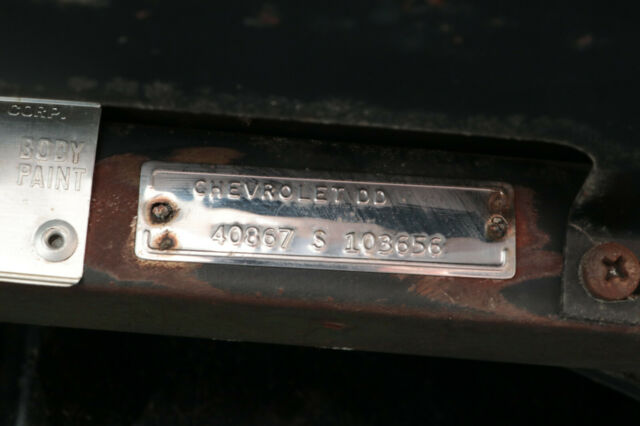 CORP.
BODY
PAINT
CHEVROLET DD
40867 S 103656